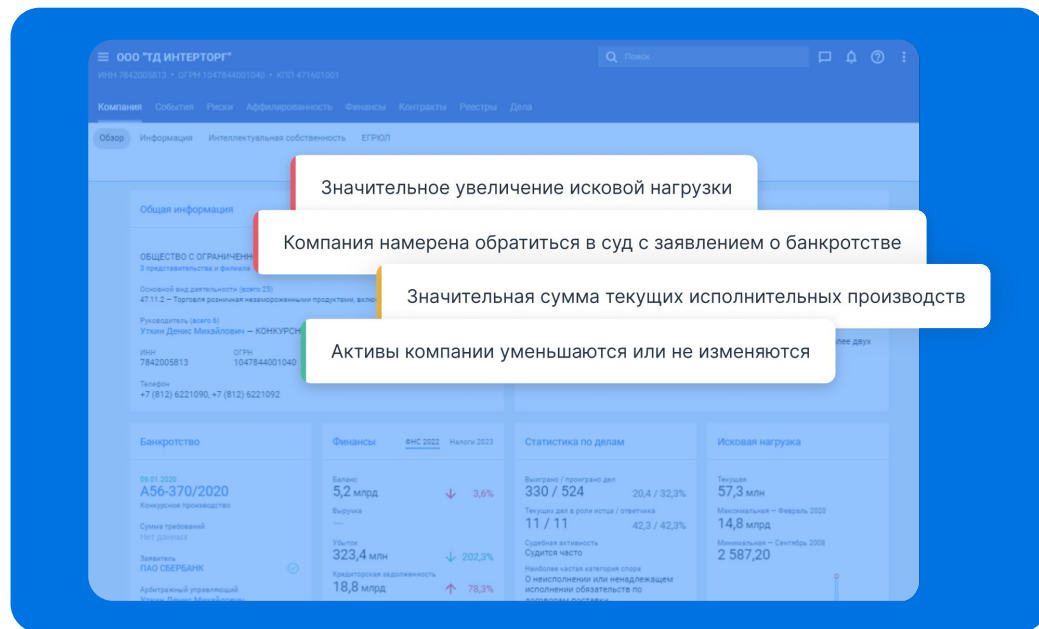 ООО "ТД ИНТЕРТОРГ"
Поиск
ИНН 7842005813 • ОГРН 1047844001040 • КПП 471601001
Компания События Риски Аффилированность Финансы Контракты Реестры Дела
Обзор Информация Интеллектуальная собственность ЕГРЮЛ
Значительное увеличение исковой нагрузки
Общая информация
Компания намерена обратиться в суд с заявлением о банкротстве
ОБЩЕСТВО С ОГРАНИЧЕНН
3 представительства и филиала
Значительная сумма текущих исполнительных производств
Основной вид деятельности (всего 25)
47.11.2 — Торговля розничная незамороженными продуктами, включ
Руководитель (всего 6)
Уткин Денис Михайлович — КОНКУРСН
Активы компании уменьшаются или не изменяются
лее двух
ИНН ОГРН
7842005813 1047844001040
Телефон
+7 (812) 6221090, +7 (812) 6221092
Банкротство
09.01.2020
А56-370/2020
Конкурсное производство
Сумма требований
Нет данных
Заявитель
ПАО СБЕРБАНК
Арбитражный управляющий
Уткин Денис Михайлович
Финансы ФНС 2022 Налоги 2023
Баланс
5,2 млрд 3,6%
Выручка
—
Убыток
323,4 млн 202,3%
Кредиторская задолженность
18,8 млрд 78,3%
Статистика по делам
Выиграно / проиграно дел
330 / 524 20,4 / 32,3%
Текущих дел в роли истца / ответчика
11 / 11 42,3 / 42,3%
Судебная активность
Судится часто
Наиболее частая категория спора
О неисполнении или ненадлежащем
исполнении обязательств по
договорам поставки
Исковая нагрузка
Текущая
57,3 млн
Максимальная — Февраль 2020
14,8 млрд
Минимальная — Сентябрь 2008
2 587,20